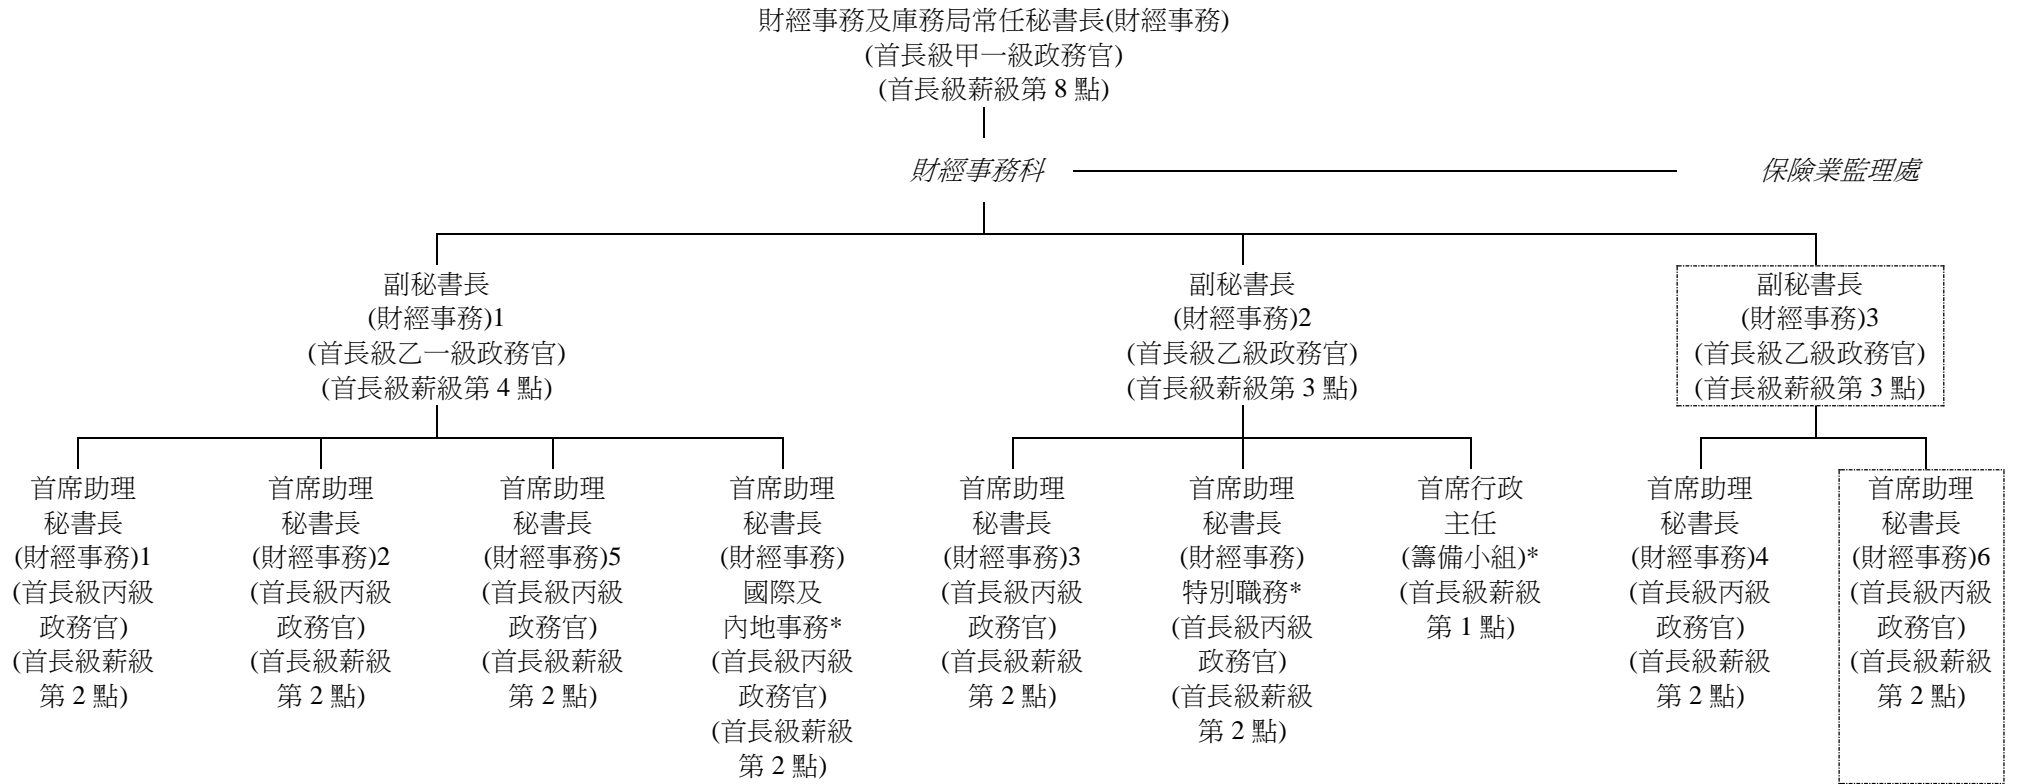 財經事務及庫務局常任秘書長(財經事務)
(首長級甲一級政務官)
(首長級薪級第 8 點)
財經事務科
保險業監理處
副秘書長
(財經事務)1
(首長級乙一級政務官)
(首長級薪級第 4 點)
副秘書長
(財經事務)2
(首長級乙級政務官)
(首長級薪級第 3 點)
副秘書長
(財經事務)3
(首長級乙級政務官)
(首長級薪級第 3 點)
首席助理
秘書長
(財經事務)1
(首長級丙級
政務官)
(首長級薪級
第 2 點)
首席助理
秘書長
(財經事務)2
(首長級丙級
政務官)
(首長級薪級
第 2 點)
首席助理
秘書長
(財經事務)5
(首長級丙級
政務官)
(首長級薪級
第 2 點)
首席助理
秘書長
(財經事務)
國際及
內地事務*
(首長級丙級
政務官)
(首長級薪級
第 2 點)
首席助理
秘書長
(財經事務)3
(首長級丙級
政務官)
(首長級薪級
第 2 點)
首席助理
秘書長
(財經事務)
特別職務*
(首長級丙級
政務官)
(首長級薪級
第 2 點)
首席行政
主任
(籌備小組)*
(首長級薪級
第 1 點)
首席助理
秘書長
(財經事務)4
(首長級丙級
政務官)
(首長級薪級
第 2 點)
首席助理
秘書長
(財經事務)6
(首長級丙級
政務官)
(首長級薪級
第 2 點)